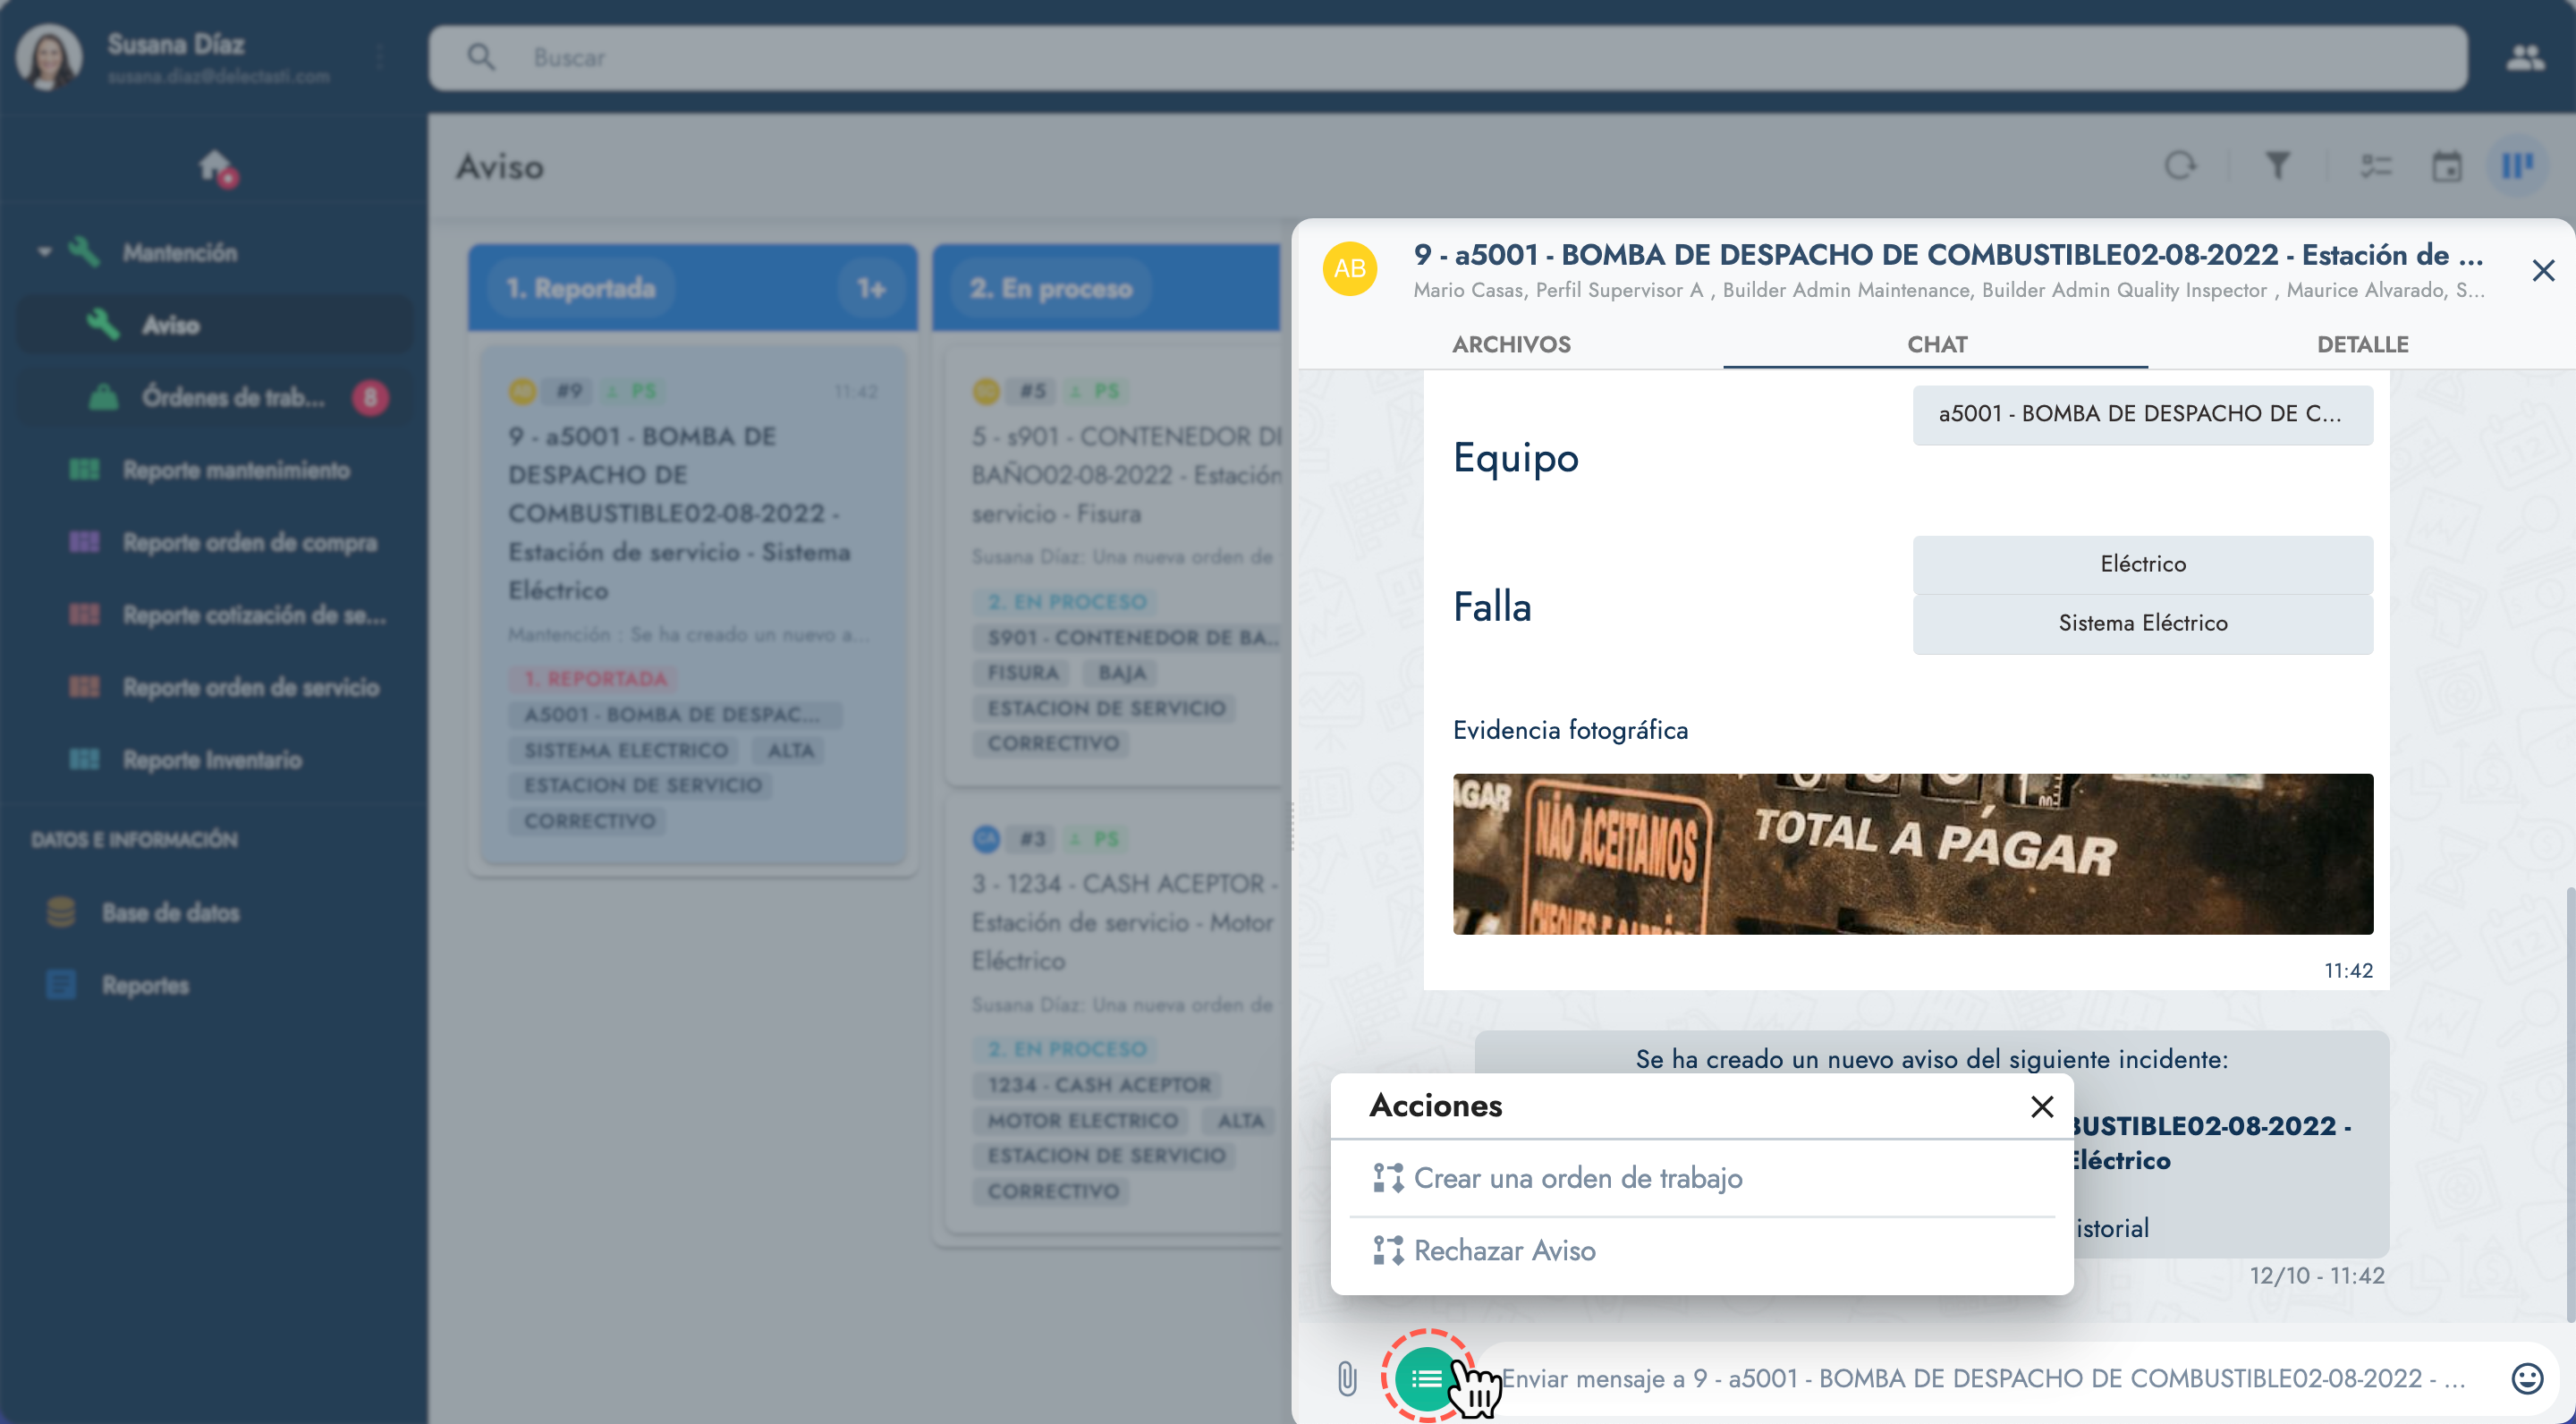 Susana Díaz
susana.diaz@delectasti.com
Buscar
Mantención
Aviso
Órdenes de trab...
8
Reporte mantenimiento
Reporte orden de compra
Reporte cotización de se...
Reporte orden de servicio
Reporte Inventario
DATOS E INFORMACIÓN
Base de datos
Reportes
Aviso
1. Reportada
1+
#9
PS
11:42
9 - a5001 - BOMBA DE
DESPACHO DE
COMBUSTIBLE02-08-2022 -
Estación de servicio - Sistema
Eléctrico
Mantención : Se ha creado un nuevo a...
1. REPORTADA
A5001 - BOMBA DE DESPAC...
SISTEMA ELECTRICO
ALTA
ESTACION DE SERVICIO
CORRECTIVO
2. En proceso
#5
PS
5 - s901 - CONTENEDOR DE
BAÑO02-08-2022 - Estación
servicio - Fisura
Susana Díaz: Una nueva orden de
2. EN PROCESO
S901 - CONTENEDOR DE BA...
FISURA
BAJA
ESTACION DE SERVICIO
CORRECTIVO
CA
#3
PS
3 - 1234 - CASH ACEPTOR -
Estación de servicio - Motor
Eléctrico
Susana Díaz: Una nueva orden de
2. EN PROCESO
1234 - CASH ACEPTOR
MOTOR ELECTRICO
ALTA
ESTACION DE SERVICIO
CORRECTIVO
AB
9 - a5001 - BOMBA DE DESPACHO DE COMBUSTIBLE02-08-2022 - Estación de ...
Mario Casas, Perfil Supervisor A , Builder Admin Maintenance, Builder Admin Quality Inspector , Maurice Alvarado, S...
ARCHIVOS
CHAT
DETALLE
a5001 - BOMBA DE DESPACHO DE C...
Equipo
Eléctrico
Falla
Sistema Eléctrico
Evidencia fotográfica
AGAR
NÃO ACEITAMOS
TOTAL A PÁGAR
11:42
Se ha creado un nuevo aviso del siguiente incidente:
BUSTIBLE02-08-2022 -
Eléctrico
istorial
12/10 - 11:42
Acciones
Crear una orden de trabajo
Rechazar Aviso
Enviar mensaje a 9 - a5001 - BOMBA DE DESPACHO DE COMBUSTIBLE02-08-2022 - ...